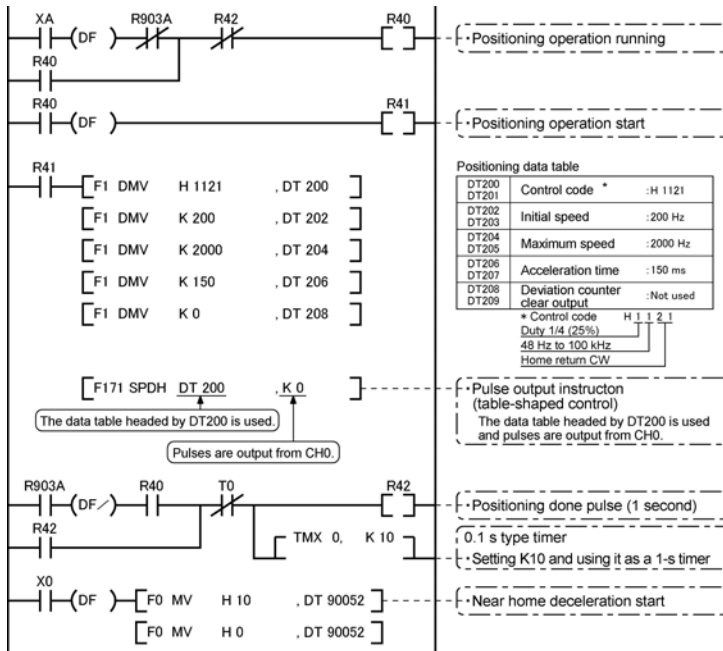 XA R903A R42 R40
(DF )
·Positioning operation running
R40
R40 R41
(DF )
·Positioning operation start
R41
F1 DMV H 1121 , DT 200
F1 DMV K 200 , DT 202
F1 DMV K 2000 , DT 204
F1 DMV K 150 , DT 206
F1 DMV K 0 , DT 208
Positioning data table
DT200 DT201 Control code * :H 1121
DT202 DT203 Initial speed :200 Hz
DT204 DT205 Maximum speed :2000 Hz
DT206 DT207 Acceleration time :150 ms
DT208 DT209 Deviation counter clear output :Not used
* Control code H 1 1 2 1
Duty 1/4 (25%)
48 Hz to 100 kHz
Home return CW
F171 SPDH DT 200 , K 0
The data table headed by DT200 is used.
Pulses are output from CH0.
·Pulse output instructon
(table-shaped control)
The data table headed by DT200 is used
and pulses are output from CH0.
R903A R40 T0 R42
(DF/)
·Positioning done pulse (1 second)
R42
TMX 0, K 10
0.1 s type timer
·Setting K10 and using it as a 1-s timer
X0
(DF )
F0 MV H 10 , DT 90052
·Near home deceleration start
F0 MV H 0 , DT 90052